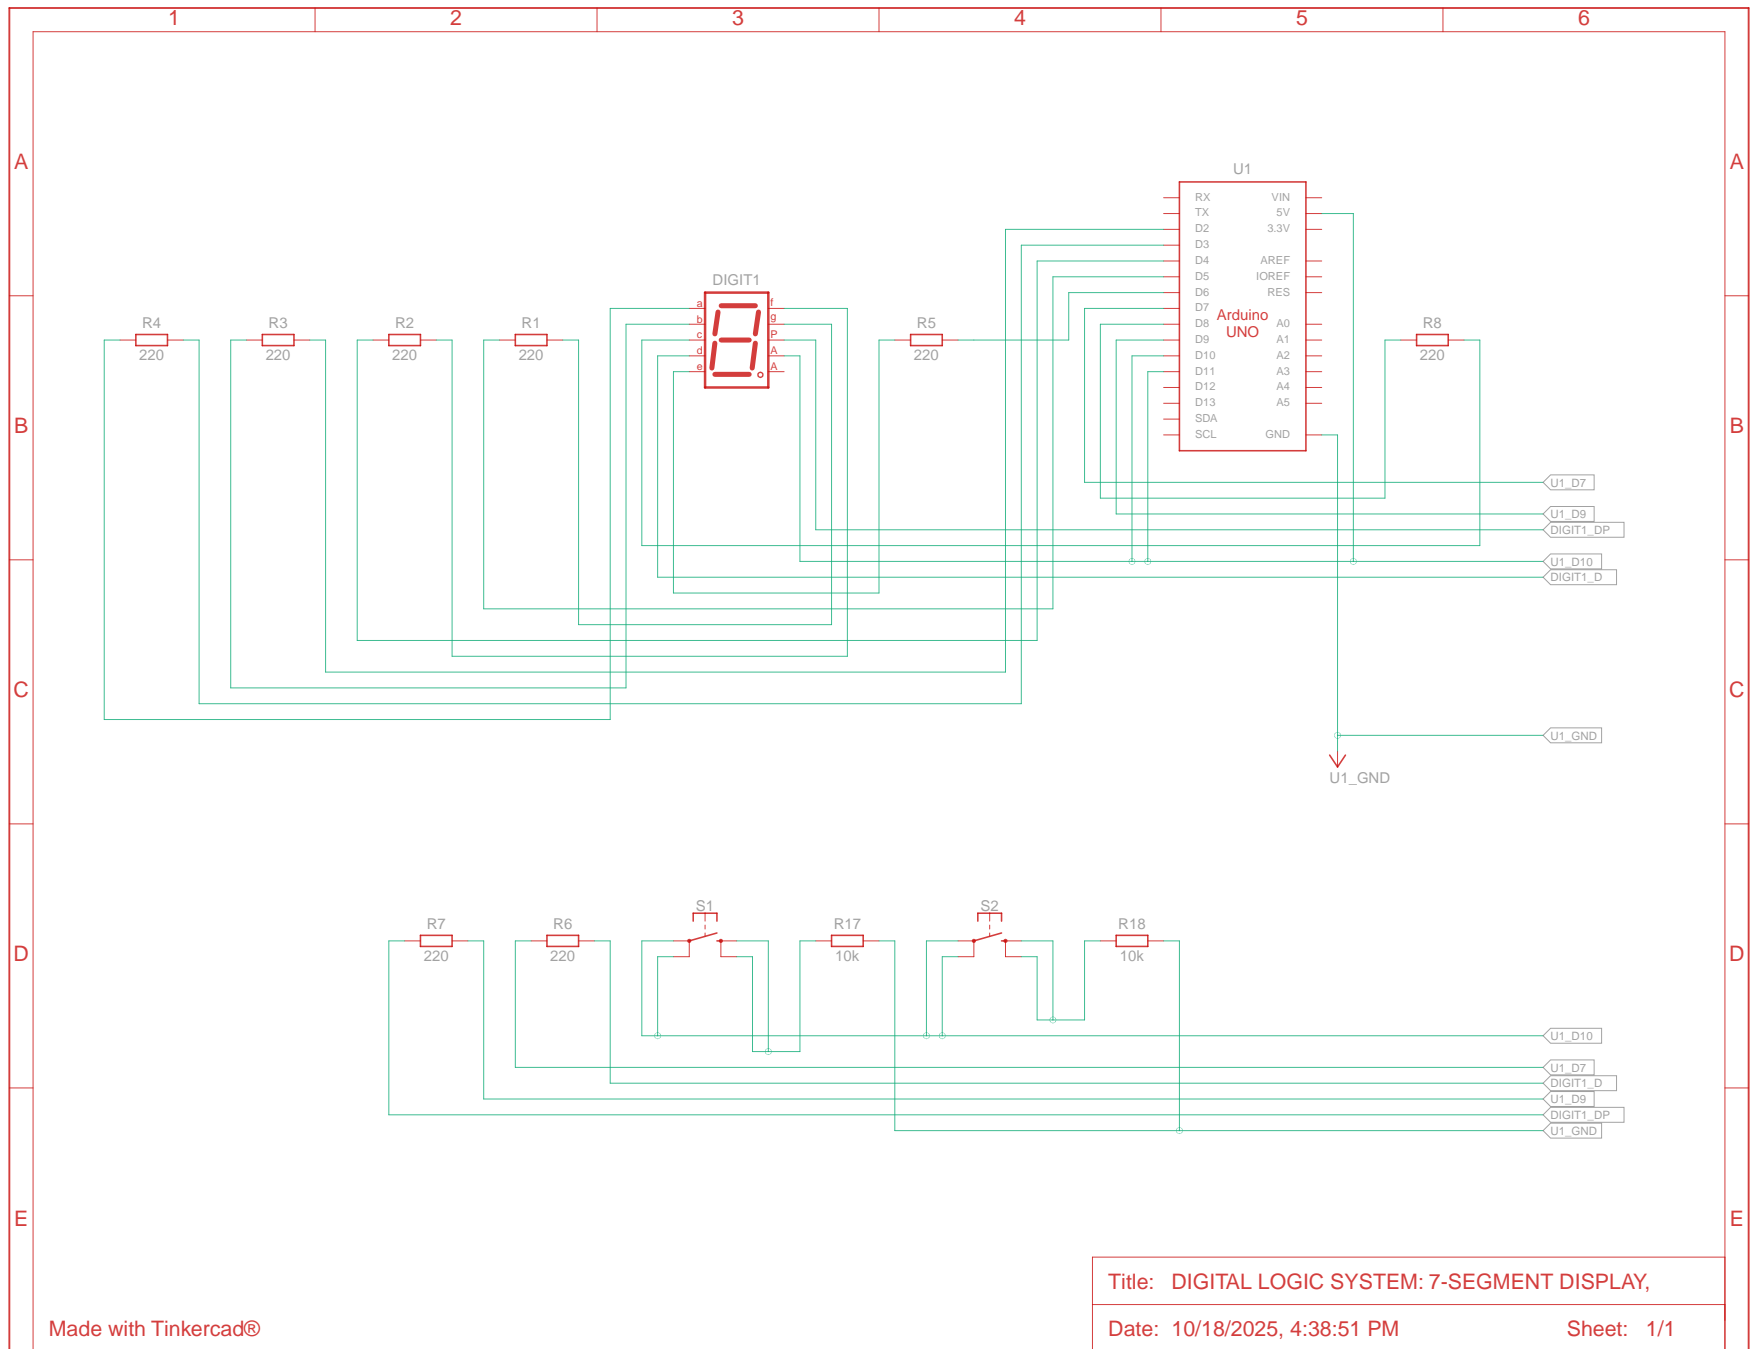 1 2 3 4 5 6
A A
U1
RX VIN
TX 5V
D2 3.3V
D3
D4 AREF
D5 IOREF
D6 RES
D7
Arduino
UNO
D8 A0
D9 A1
D10 A2
D11 A3
D12 A4
D13 A5
SDA
SCL GND
DIGIT1
a f
b g
c P
d A
e A
R4 R3 R2 R1 R5 R8
220 220 220 220 220 220
B B
U1_D7
U1_D9
DIGIT1_DP
U1_D10
DIGIT1_D
C C
U1_GND
U1_GND
S1 S2
R7 R6 R17 R18
220 220 10k 10k
D D
U1_D10
U1_D7
DIGIT1_D
U1_D9
DIGIT1_DP
U1_GND
E E
Title: DIGITAL LOGIC SYSTEM: 7-SEGMENT DISPLAY,
Made with Tinkercad®
Date: 10/18/2025, 4:38:51 PM Sheet: 1/1